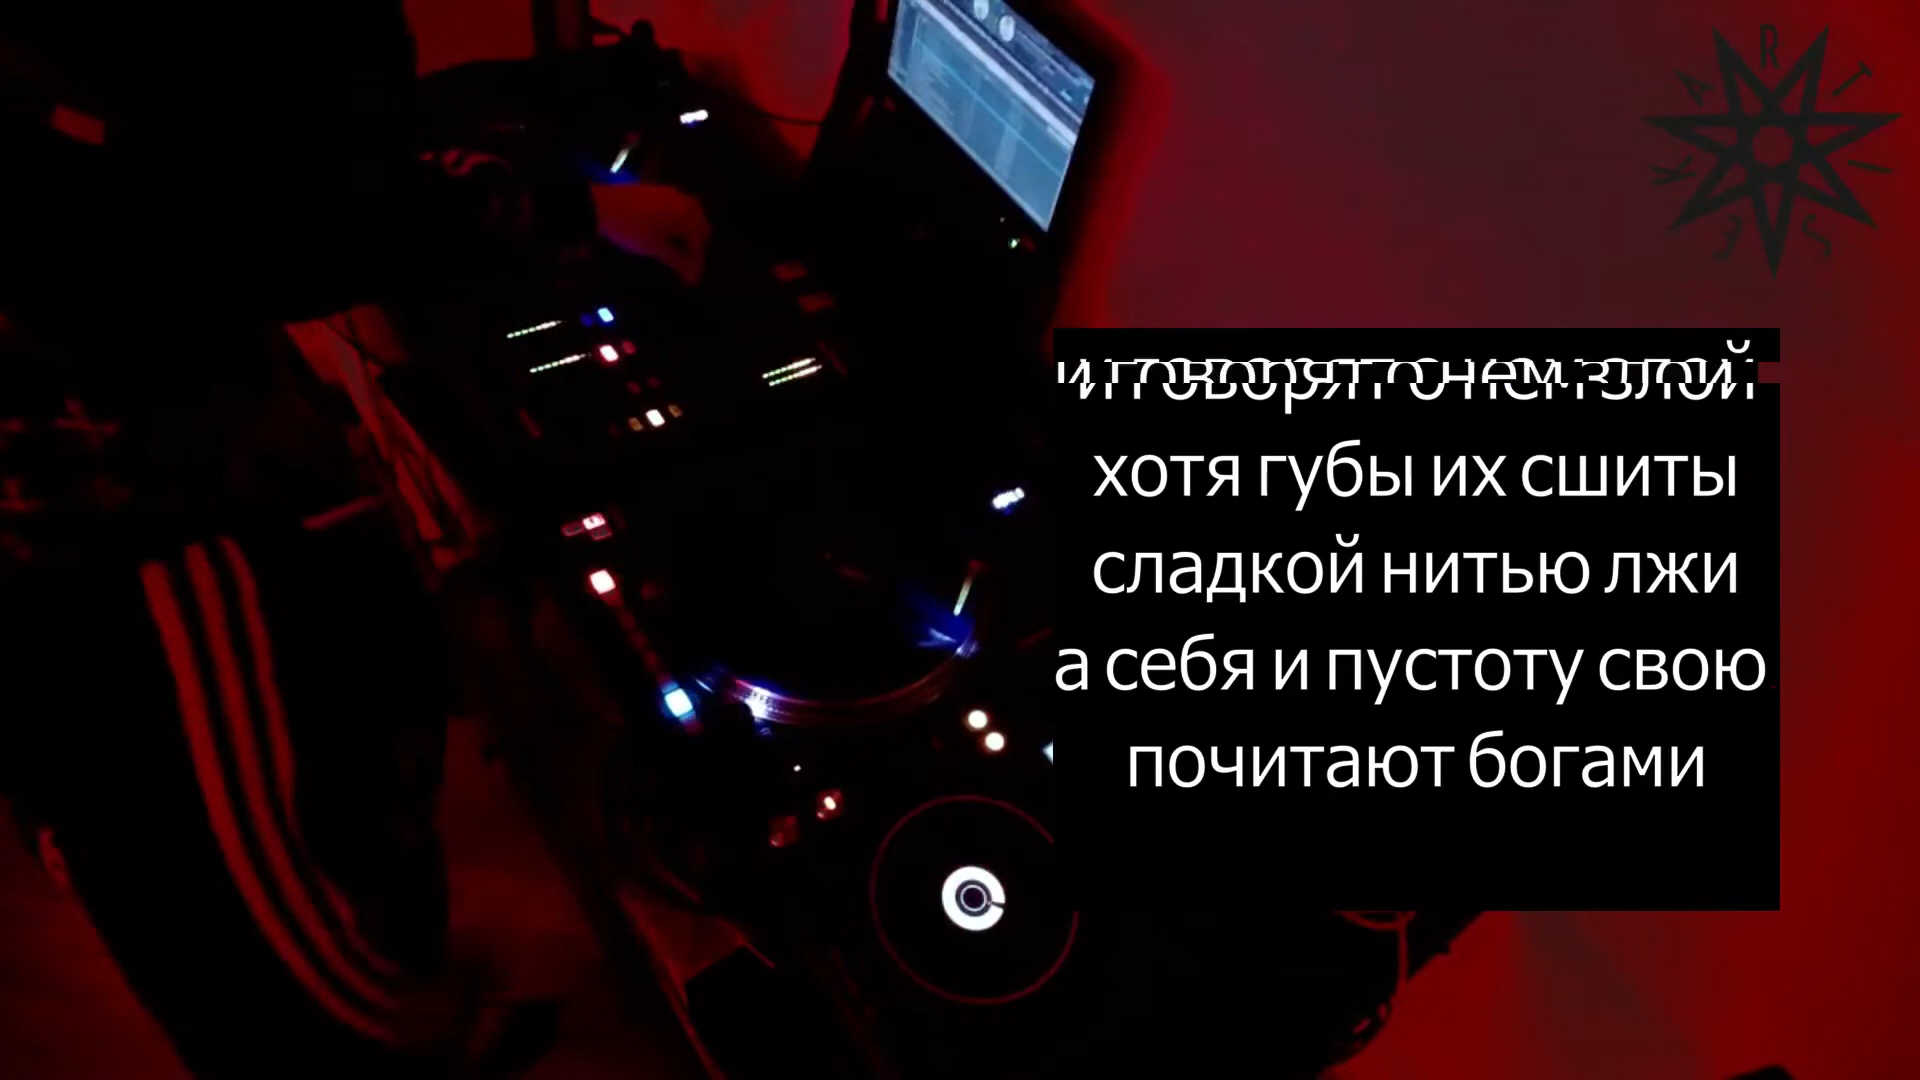 и говорят о нем злой
хотя губы их сшиты
сладкой нитью лжи
а себя и пустоту свою
почитают богами